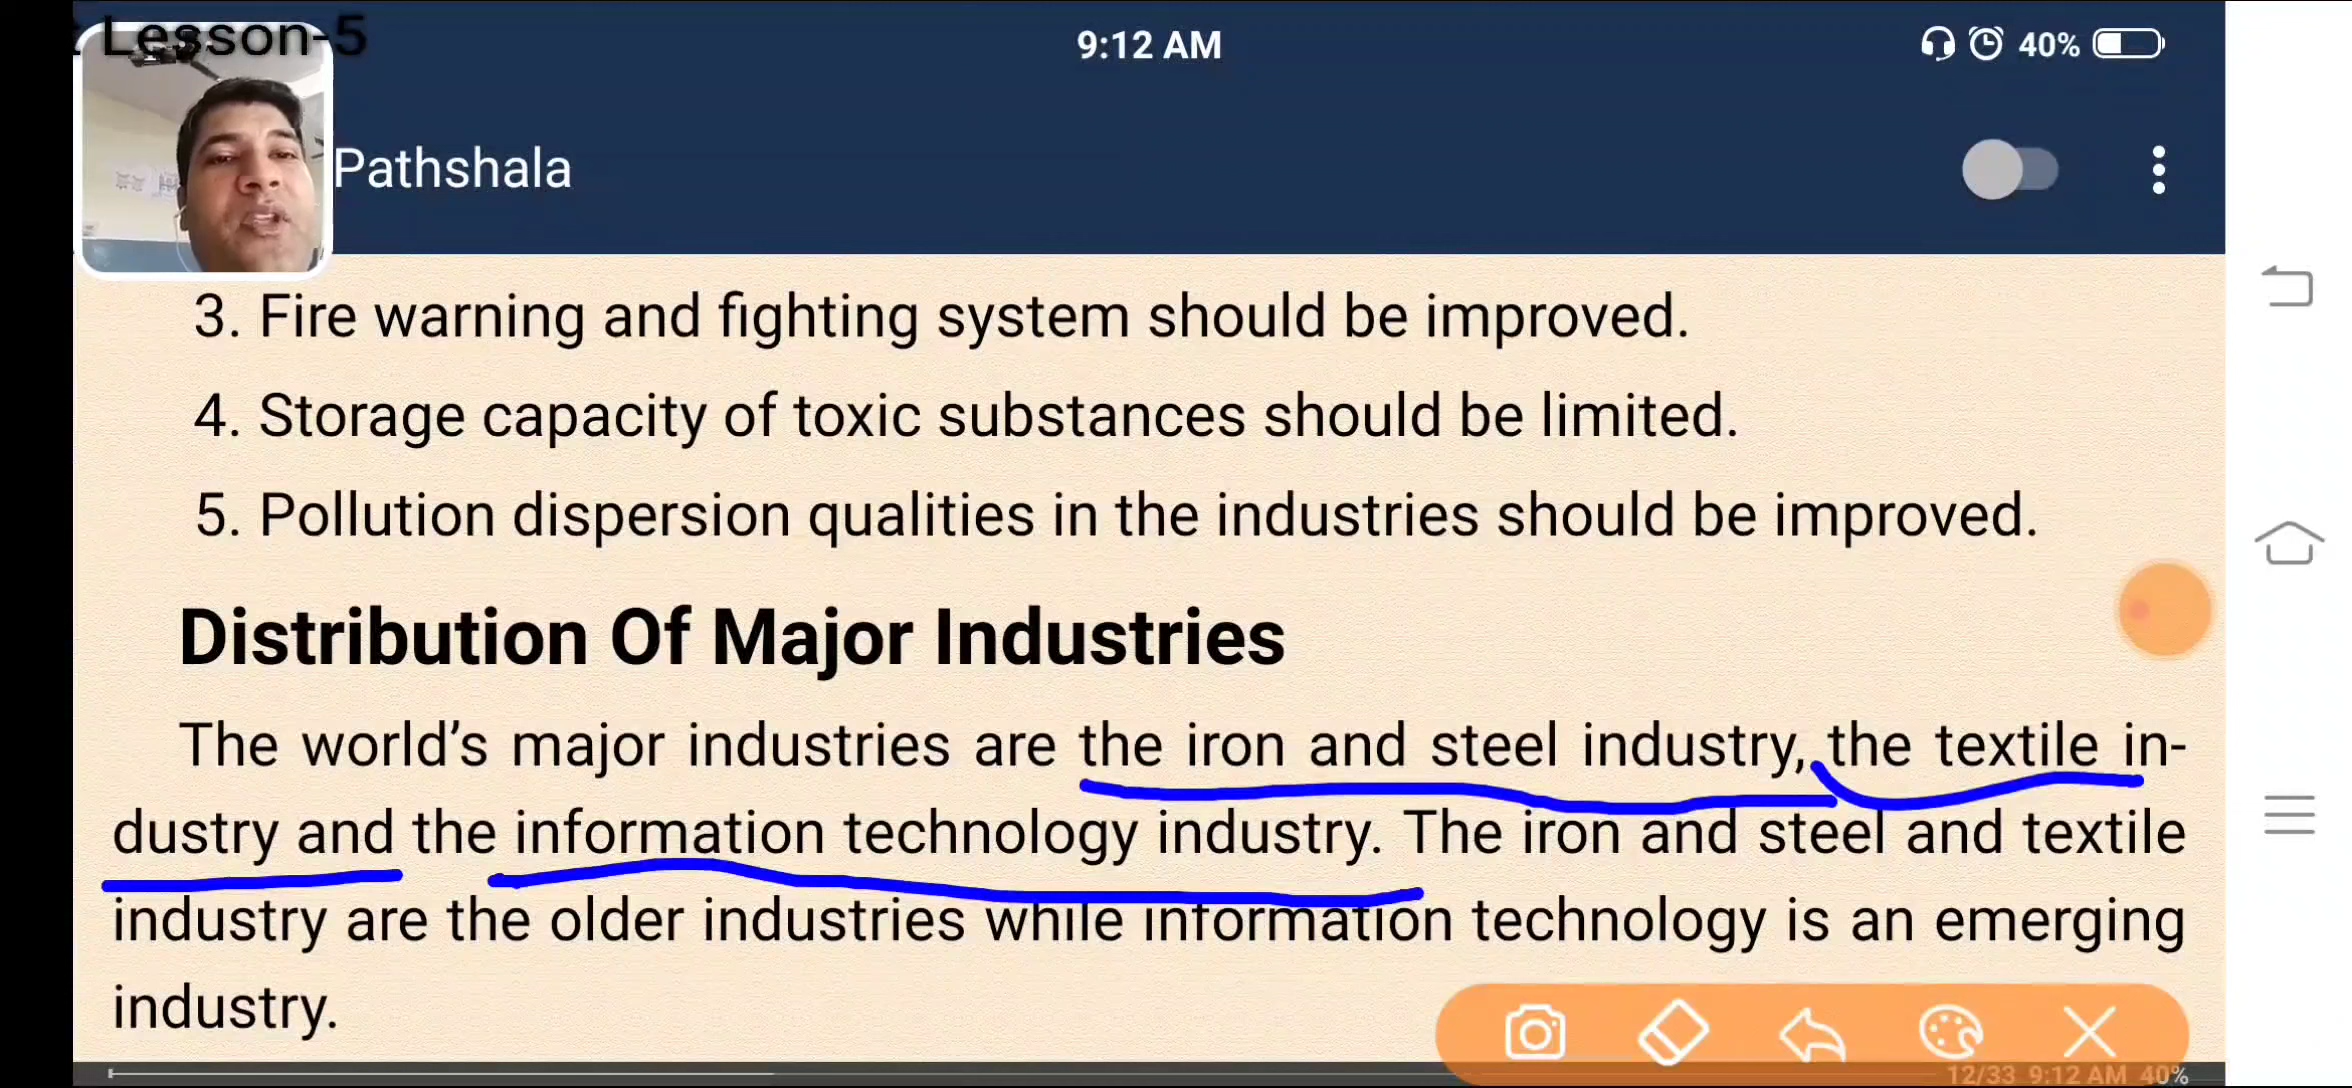 Lesson-5
9:12 AM
40%
Pathshala
3. Fire warning and fighting system should be improved.
4. Storage capacity of toxic substances should be limited.
5. Pollution dispersion qualities in the industries should be improved.
Distribution Of Major Industries
The world’s major industries are the iron and steel industry, the textile in-
dustry and the information technology industry. The iron and steel and textile
industry are the older industries while information technology is an emerging
industry.
12/33 9:12 AM 40%